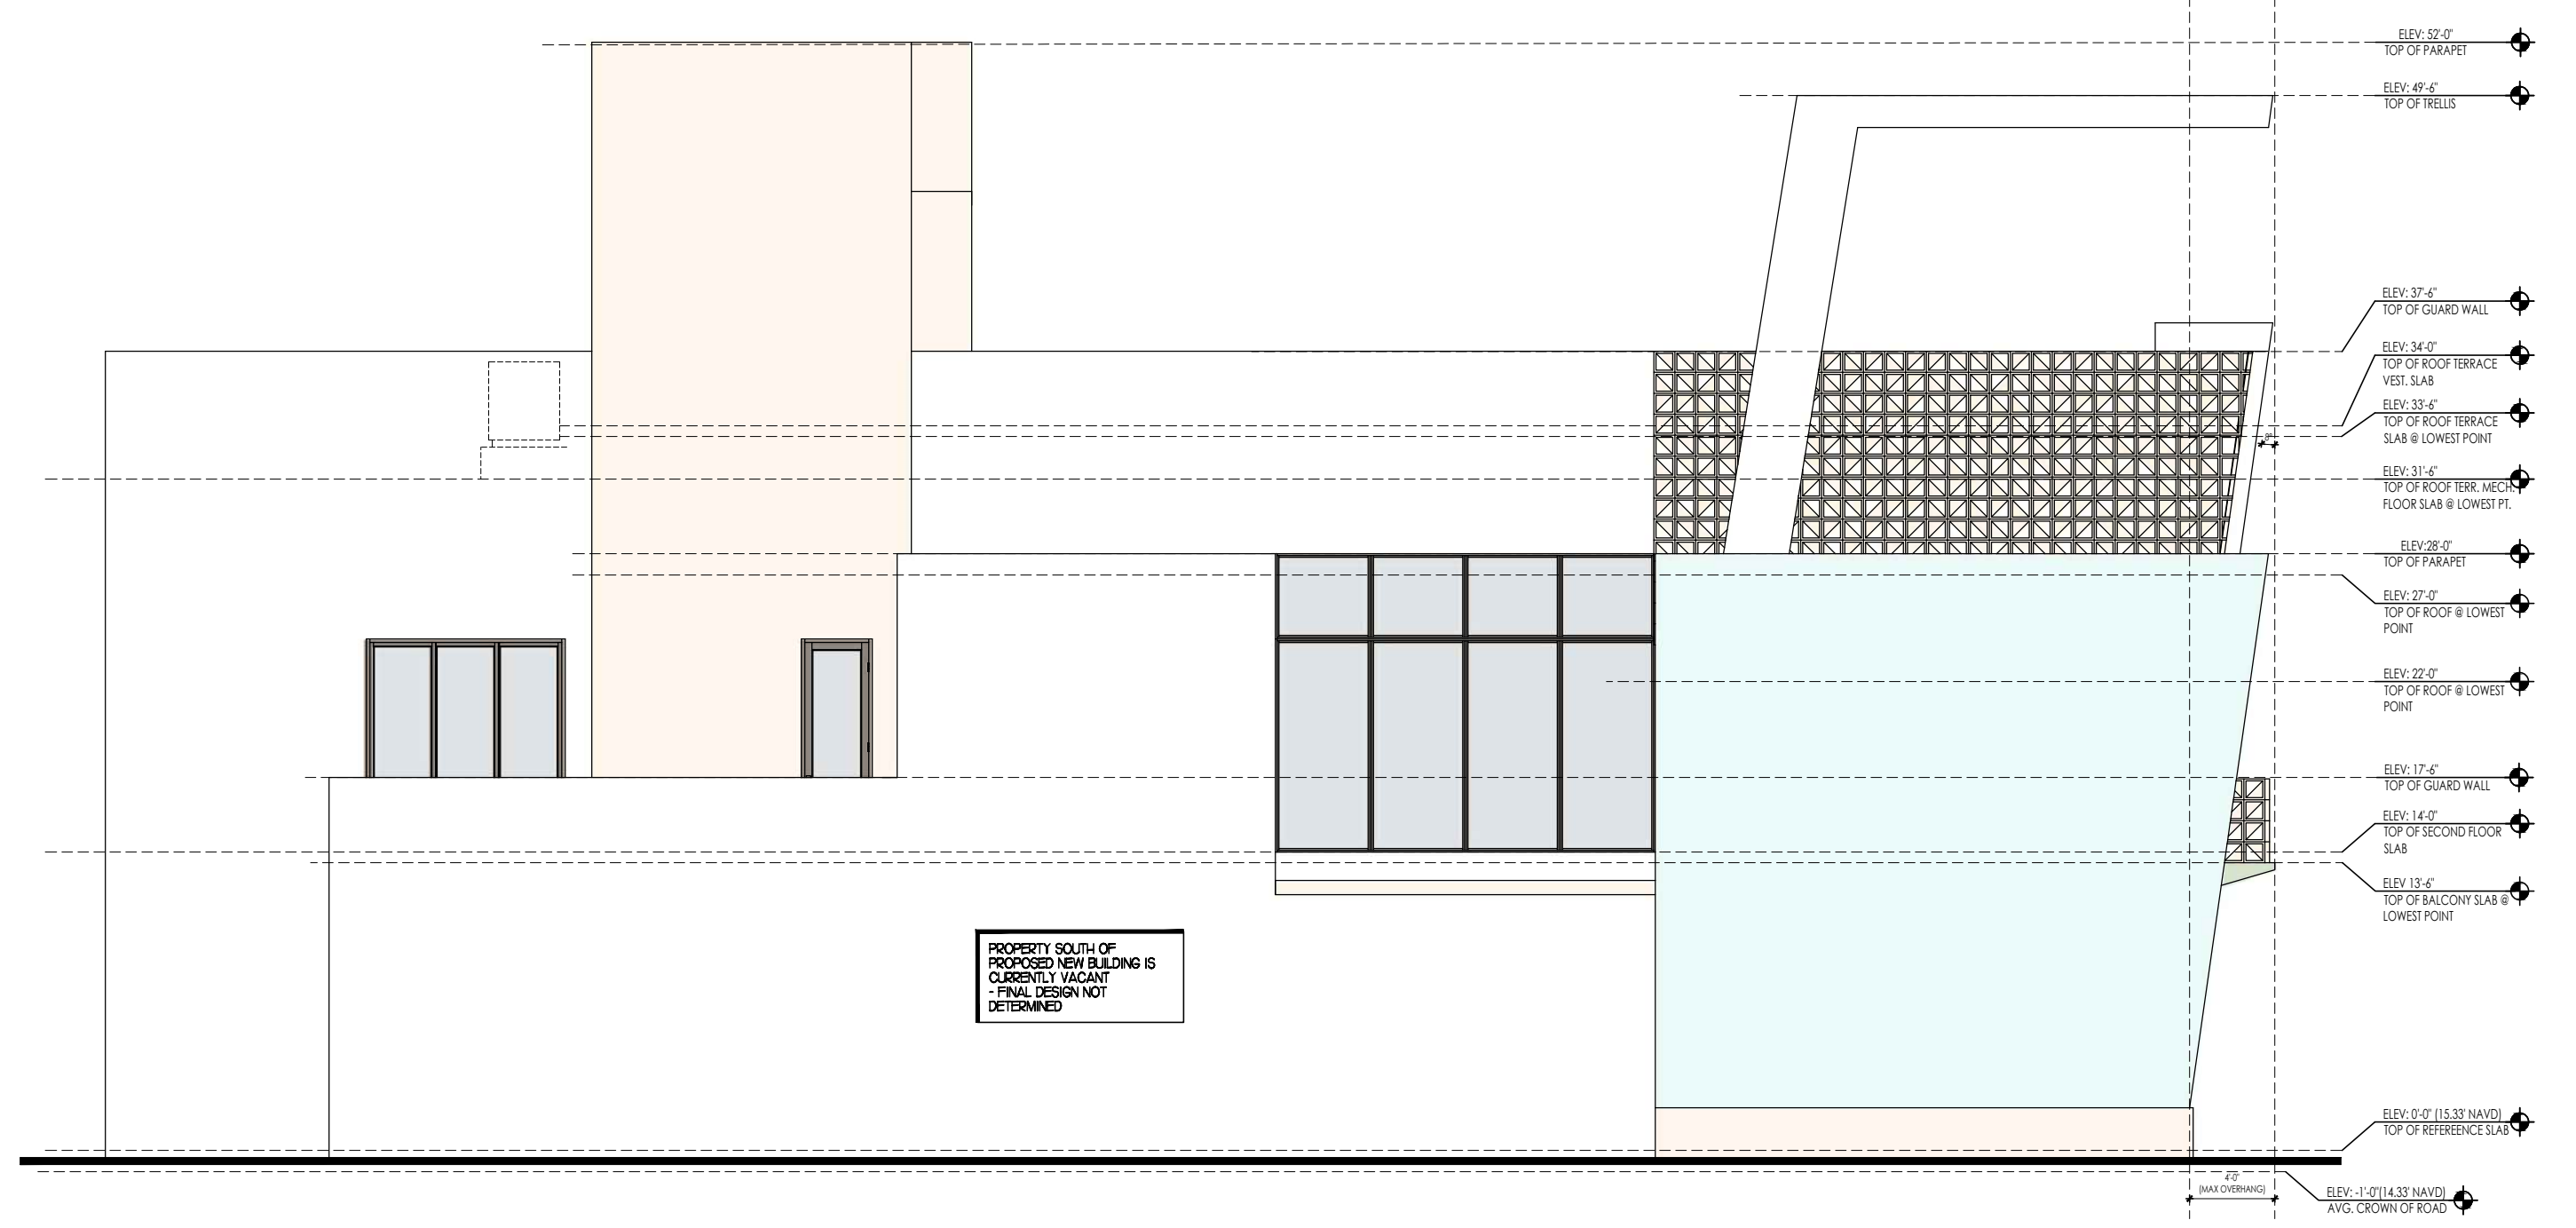 ELEV: 52'-0"
TOP OF PARAPET
ELEV: 49'-6"
TOP OF TRELLIS
ELEV: 37'-6"
TOP OF GUARD WALL
ELEV: 34'-0"
TOP OF ROOF TERRACE
VEST. SLAB
ELEV: 33'-6"
TOP OF ROOF TERRACE
SLAB @ LOWEST POINT
8"
ELEV: 31'-6"
TOP OF ROOF TERR. MECH.
FLOOR SLAB @ LOWEST PT.
ELEV:28'-0"
TOP OF PARAPET
ELEV: 27'-0"
TOP OF ROOF @ LOWEST
POINT
ELEV: 22'-0"
TOP OF ROOF @ LOWEST
POINT
ELEV: 17'-6"
TOP OF GUARD WALL
ELEV: 14'-0"
TOP OF SECOND FLOOR
SLAB
ELEV 13'-6"
TOP OF BALCONY SLAB @
LOWEST POINT
PROPERTY SOUTH OF
PROPOSED NEW BUILDING IS
CURRENTLY VACANT
- FINAL DESIGN NOT
DETERMINED
ELEV: 0'-0" (15.33' NAVD)
TOP OF REFEREENCE SLAB
4'-0"
(MAX OVERHANG)
ELEV: -1'-0"(14.33' NAVD)
AVG. CROWN OF ROAD